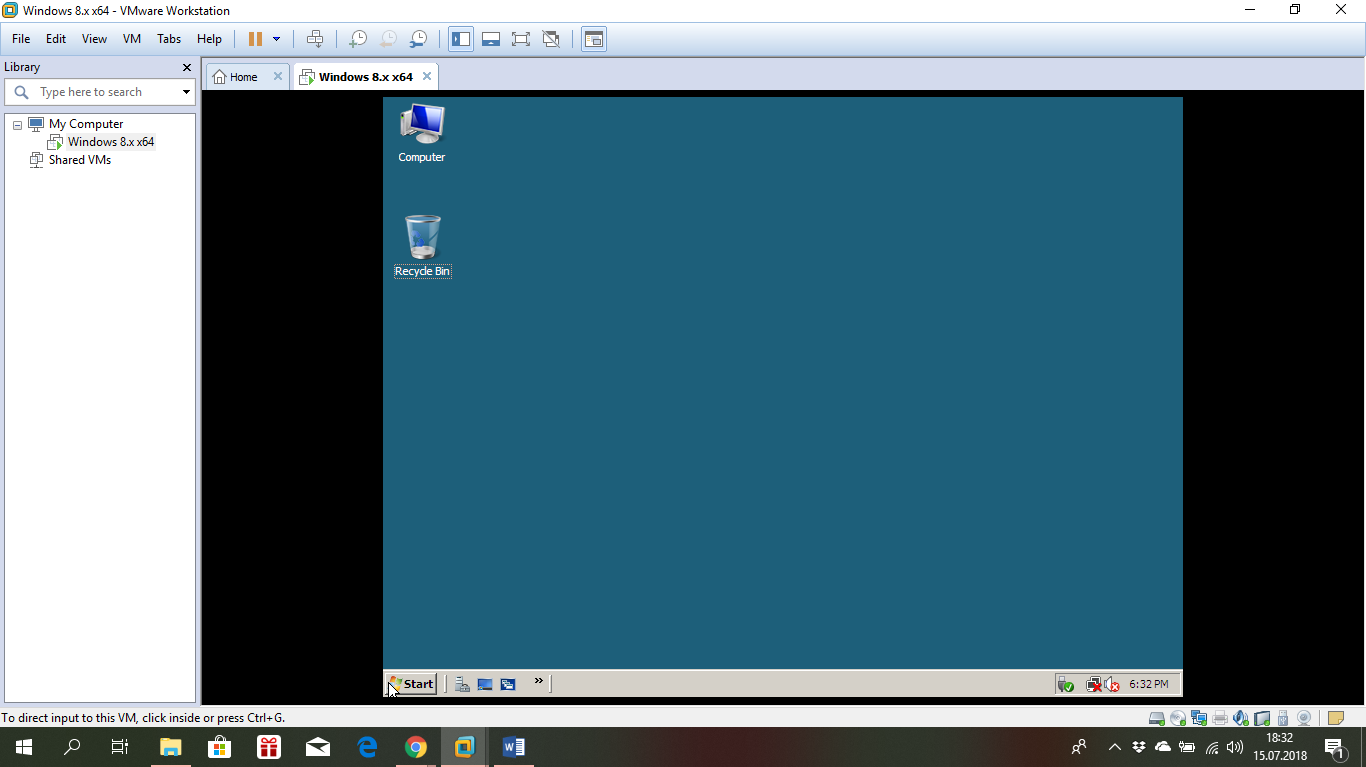 Windows 8.x x64 - VMware Workstation
File Edit View VM Tabs Help
Library
Type here to search
My Computer
Windows 8.x x64
Shared VMs
Home
Windows 8.x x64
Computer
Recycle Bin
Start
6:32 PM
To direct input to this VM, click inside or press Ctrl+G.
18:32
15.07.2018
1